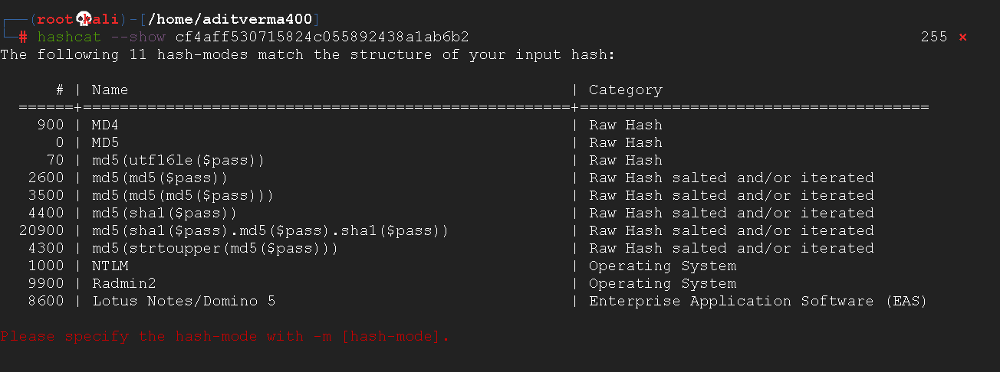 (root💀kali)-[/home/aditverma400]
# hashcat --show cf4aff530715824c055892438a1ab6b2 255 ⨯
The following 11 hash-modes match the structure of your input hash:
# | Name | Category
======+=====================================================+======================================
900 | MD4 | Raw Hash
0 | MD5 | Raw Hash
70 | md5(utf16le($pass)) | Raw Hash
2600 | md5(md5($pass)) | Raw Hash salted and/or iterated
3500 | md5(md5(md5($pass))) | Raw Hash salted and/or iterated
4400 | md5(sha1($pass)) | Raw Hash salted and/or iterated
20900 | md5(sha1($pass).md5($pass).sha1($pass)) | Raw Hash salted and/or iterated
4300 | md5(strtoupper(md5($pass))) | Raw Hash salted and/or iterated
1000 | NTLM | Operating System
9900 | Radmin2 | Operating System
8600 | Lotus Notes/Domino 5 | Enterprise Application Software (EAS)
Please specify the hash-mode with -m [hash-mode].